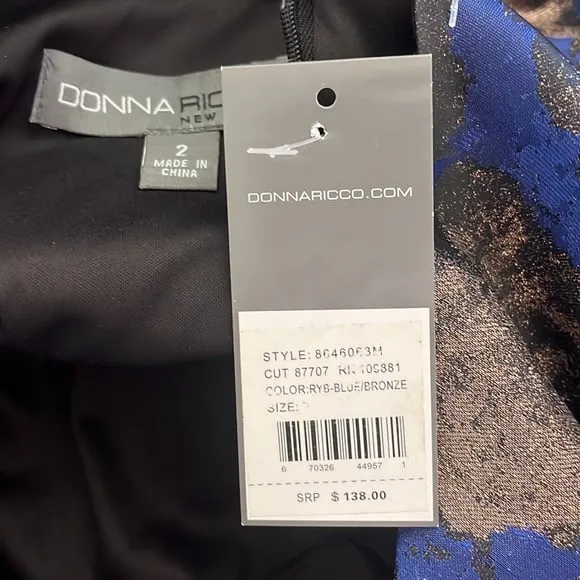 DONNA RIC
NEW
2
MADE IN
CHINA
DONNARICCO.COM
STYLE: 8646063M
CUT 87707 RN 109881
COLOR:RYB-BLUE/BRONZE
SIZE:
6 70326 44957 1
SRP $ 138.00